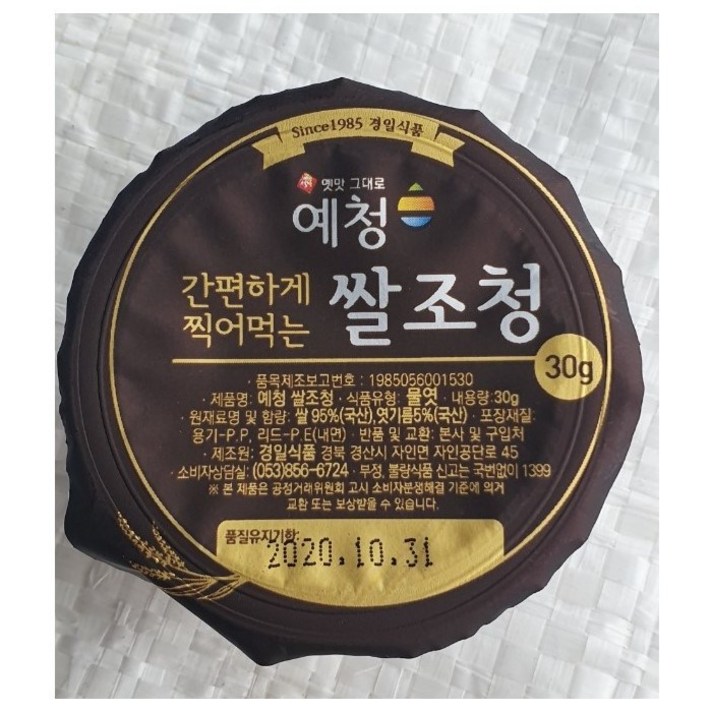 Since1985 경일식품
옛맛 그대로
예청
간편하게
찍어먹는
쌀조청
30g
· 품목제조보고번호 : 1985056001530
· 제품명: 예청 쌀조청 · 식품유형: 물엿 · 내용량:30g
· 원재료명 및 함량: 쌀 95%(국산),엿기름5%(국산) · 포장재질:
용기-P.P, 리드-P.E(내면) · 반품 및 교환: 본사 및 구입처
· 제조원: 경일식품 경북 경산시 자인면 자인공단로 45
·소비자상담실: (053)856-6724 · 부정, 불량식품 신고는 국번없이 1399
※ 본 제품은 공정거래위원회 고시 소비자분쟁해결 기준에 의거
교환 또는 보상받을 수 있습니다.
품질유지기한:
2020.10.31